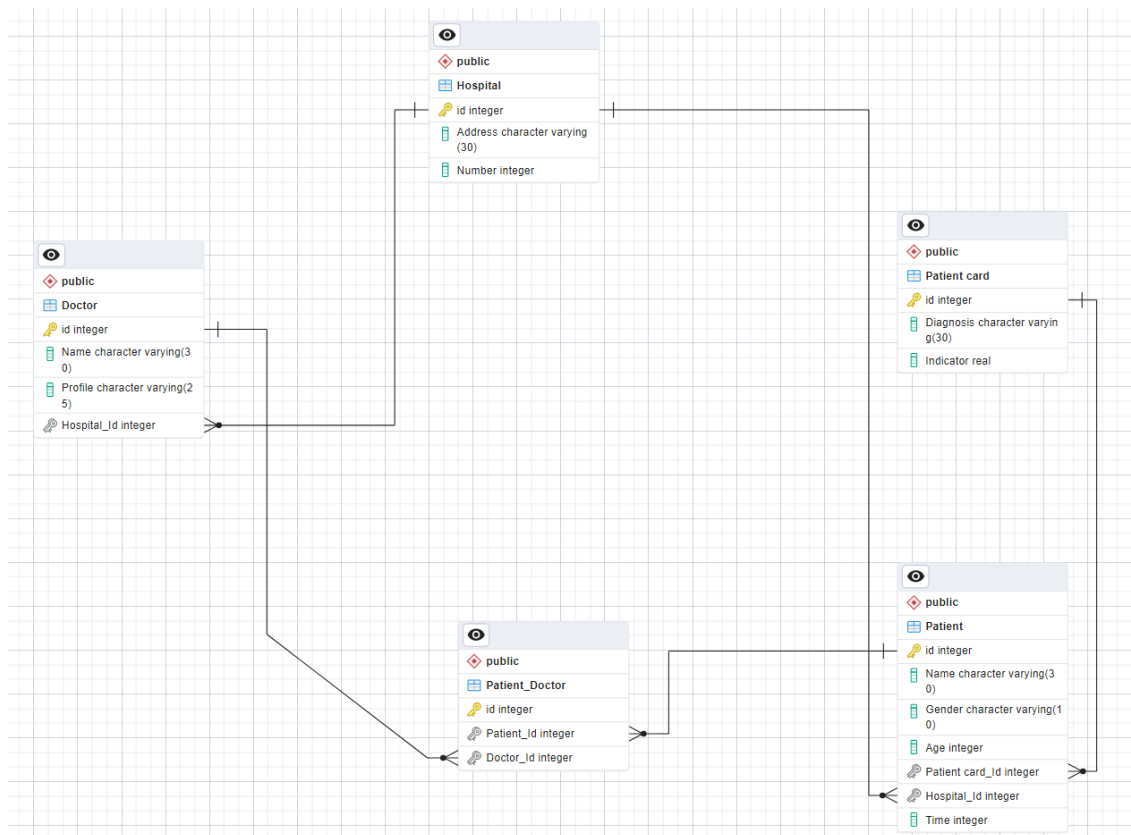 public
Hospital
id integer
Address character varying
(30)
Number integer
public
Doctor
id integer
Name character varying(3
0)
Profile character varying(2
5)
Hospital_Id integer
public
Patient card
id integer
Diagnosis character varyin
g(30)
Indicator real
public
Patient_Doctor
id integer
Patient_Id integer
Doctor_Id integer
public
Patient
id integer
Name character varying(3
0)
Gender character varying(1
0)
Age integer
Patient card_Id integer
Hospital_Id integer
Time integer